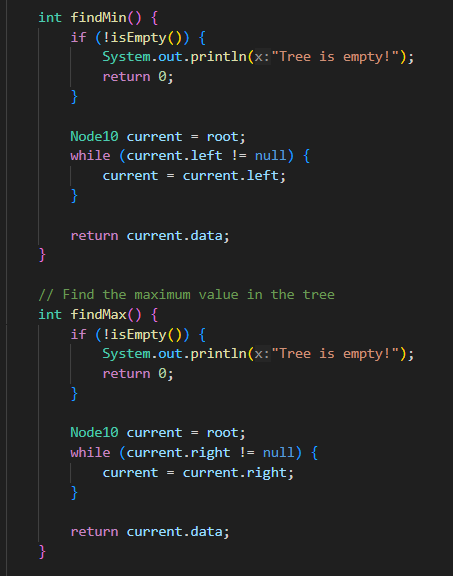 int findMin() {
    if (!isEmpty()) {
        System.out.println(x:"Tree is empty!");
        return 0;
    }

    Node10 current = root;
    while (current.left != null) {
        current = current.left;
    }

    return current.data;
}

// Find the maximum value in the tree
int findMax() {
    if (!isEmpty()) {
        System.out.println(x:"Tree is empty!");
        return 0;
    }

    Node10 current = root;
    while (current.right != null) {
        current = current.right;
    }

    return current.data;
}